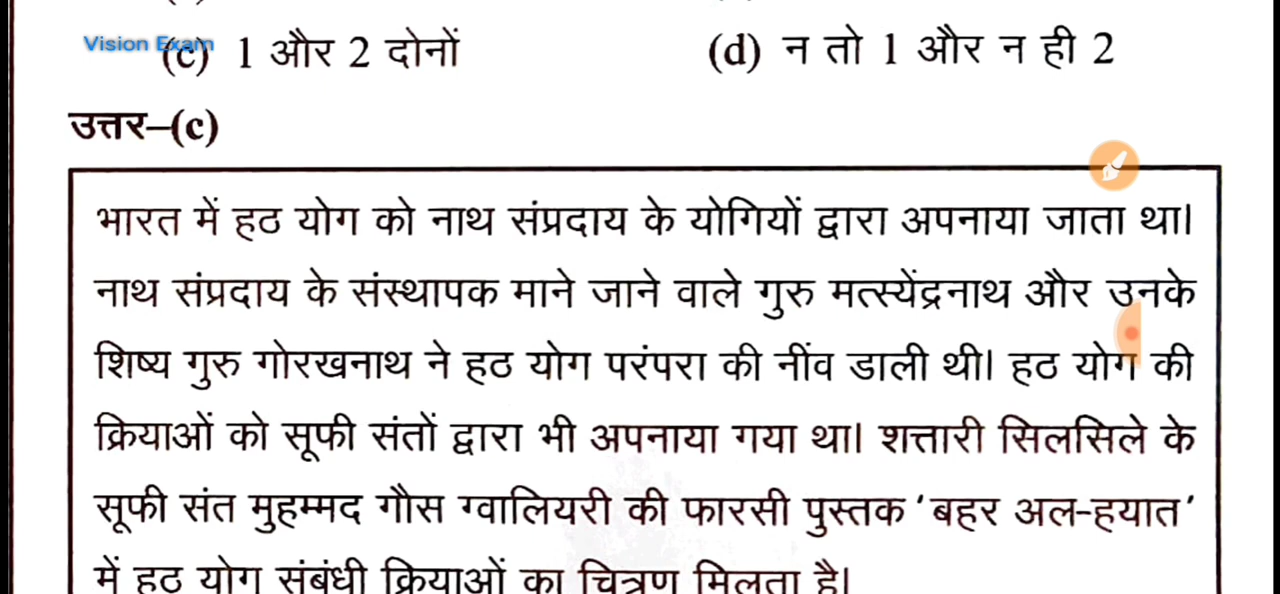 Vision Exam
(c) 1 और 2 दोनों (d) न तो 1 और न ही 2
उत्तर–(c)
भारत में हठ योग को नाथ संप्रदाय के योगियों द्वारा अपनाया जाता था।
नाथ संप्रदाय के संस्थापक माने जाने वाले गुरु मत्स्येंद्रनाथ और उनके
शिष्य गुरु गोरखनाथ ने हठ योग परंपरा की नींव डाली थी। हठ योग की
क्रियाओं को सूफी संतों द्वारा भी अपनाया गया था। शत्तारी सिलसिले के
सूफी संत मुहम्मद गौस ग्वालियरी की फारसी पुस्तक ‘बहर अल-हयात’
में हठ योग संबंधी क्रियाओं का चित्रण मिलता है।